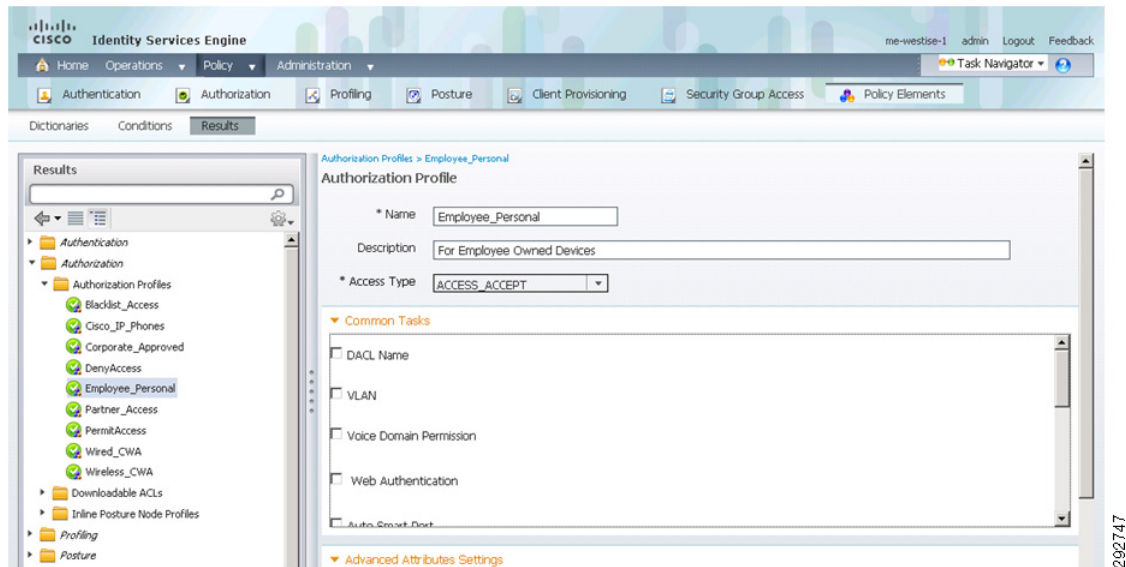 CISCO Identity Services Engine
me-westise-1 admin Logout Feedback
Home Operations Policy Administration
Task Navigator
Authentication Authorization Profiling Posture Client Provisioning Security Group Access Policy Elements
Dictionaries Conditions Results
Results
Authentication
Authorization
Authorization Profiles
Blacklist_Access
Cisco_IP_Phones
Corporate_Approved
DenyAccess
Employee_Personal
Partner_Access
PermitAccess
Wired_CWA
Wireless_CWA
Downloadable ACLs
Inline Posture Node Profiles
Profiling
Posture
Authorization Profiles > Employee_Personal
Authorization Profile
* Name Employee_Personal
Description For Employee Owned Devices
* Access Type ACCESS_ACCEPT
Common Tasks
DACL Name
VLAN
Voice Domain Permission
Web Authentication
Auto Smart Port
Advanced Attributes Settings
292747